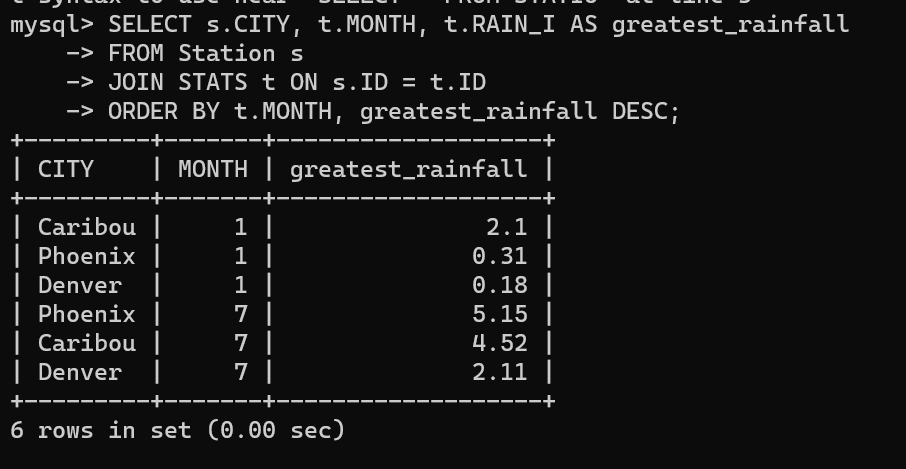 mysql> SELECT s.CITY, t.MONTH, t.RAIN_I AS greatest_rainfall
    -> FROM Station s
    -> JOIN STATS t ON s.ID = t.ID
    -> ORDER BY t.MONTH, greatest_rainfall DESC;
+---------+-------+-------------------+
| CITY    | MONTH | greatest_rainfall |
+---------+-------+-------------------+
| Caribou |     1 |               2.1 |
| Phoenix |     1 |              0.31 |
| Denver  |     1 |              0.18 |
| Phoenix |     7 |              5.15 |
| Caribou |     7 |              4.52 |
| Denver  |     7 |              2.11 |
+---------+-------+-------------------+
6 rows in set (0.00 sec)